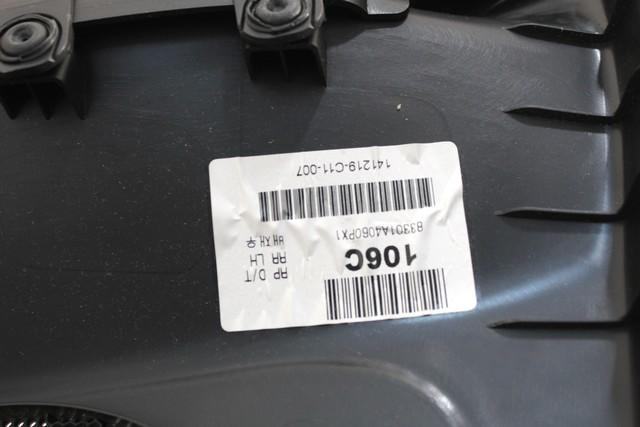 106C
RP D/T
RR LH
83301A4060PX1
141219-C11-007